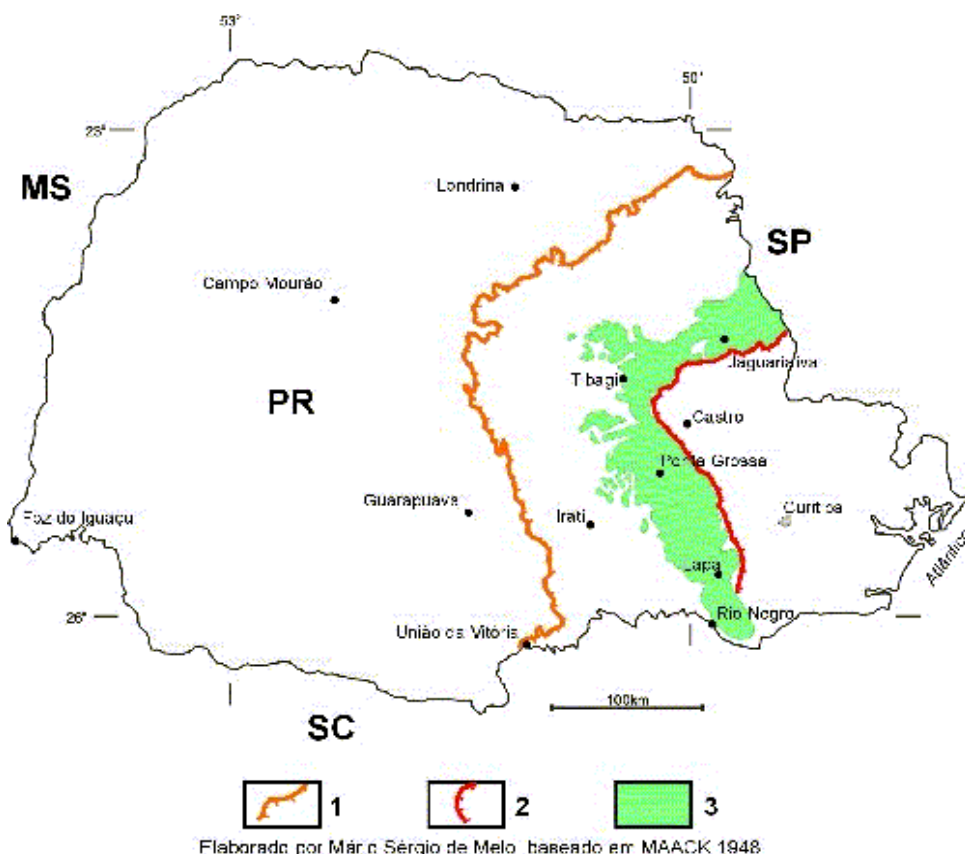 53°
50°
23°
MS
Londrina
SP
Campo Mourão
Jaguariaíva
Tibagi
PR
Castro
Ponta Grossa
Guarapuava
Irati
Curitiba
Foz do Iguaçu
Atlântico
Lapa
26°
Rio Negro
União da Vitória
100km
SC
1
2
3
Elaborado por Mário Sérgio de Melo, baseado em MAACK 1948